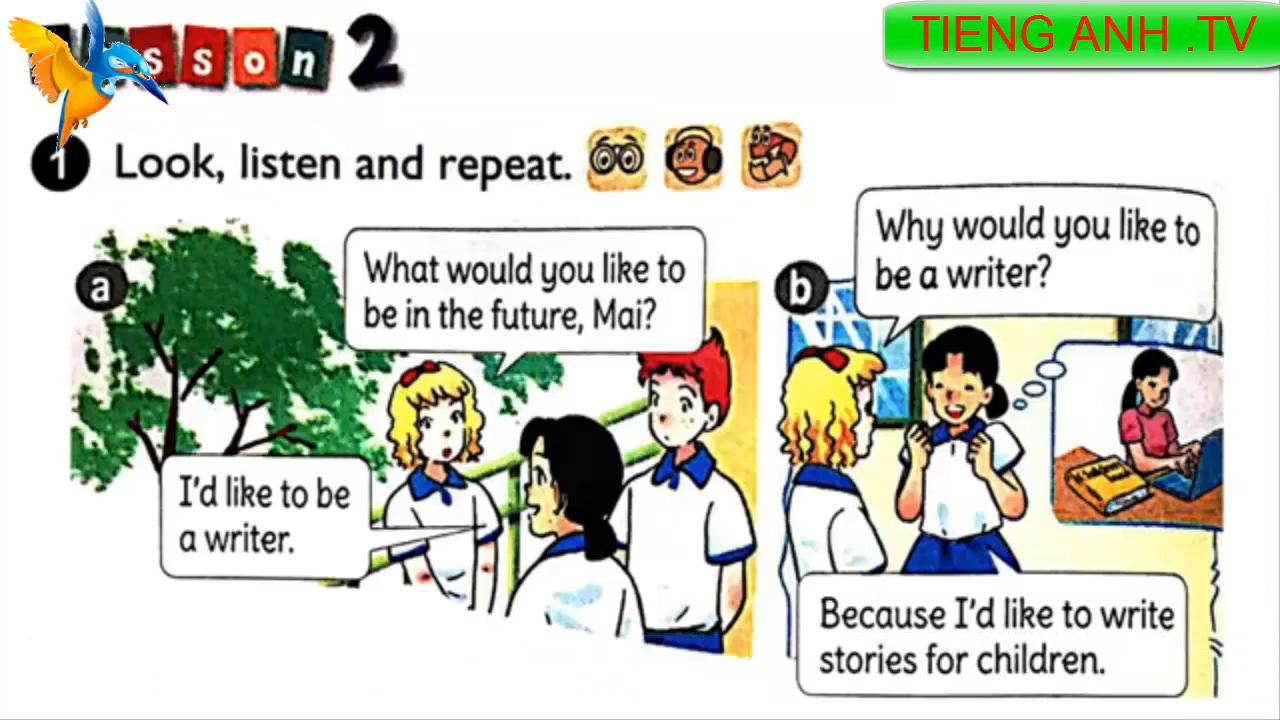 sson 2
TIENG ANH .TV
1 Look, listen and repeat.
a
What would you like to
be in the future, Mai?
I'd like to be
a writer.
b
Why would you like to
be a writer?
Because I'd like to write
stories for children.